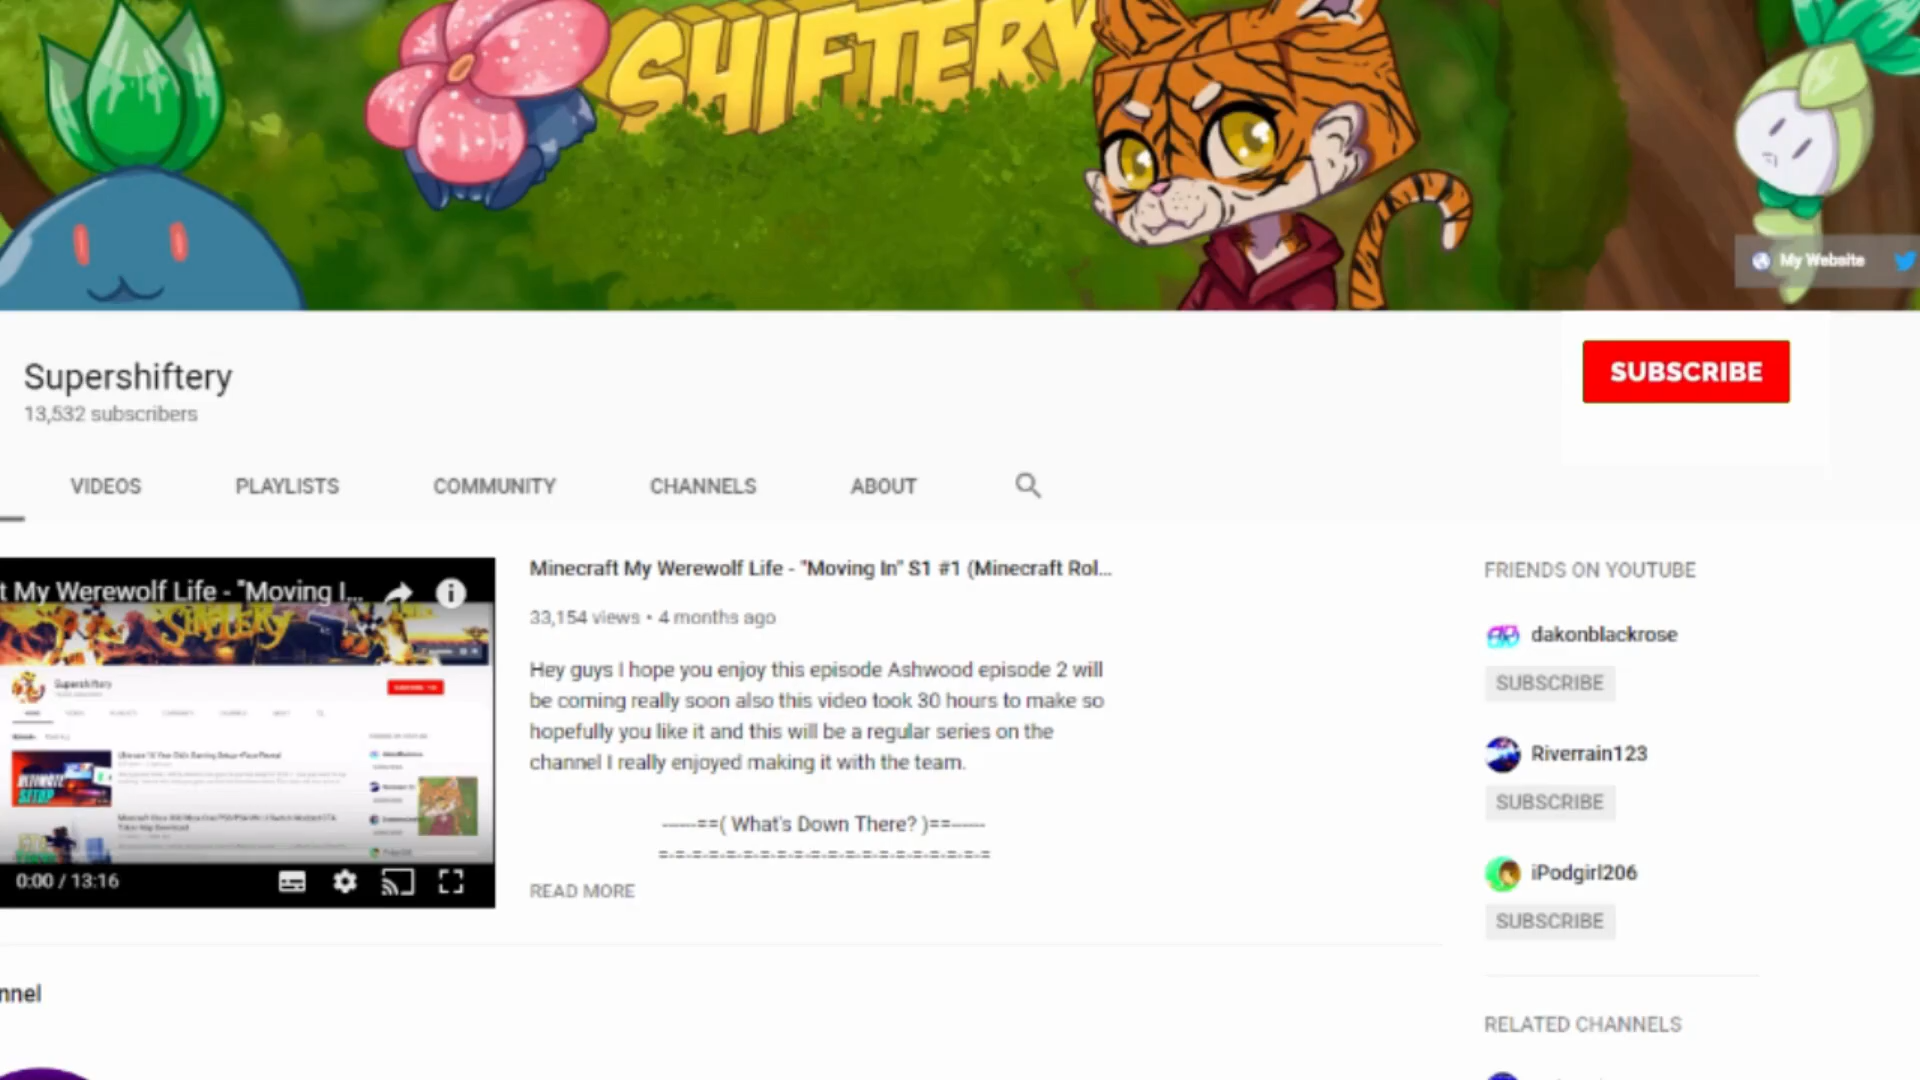 SHIFTERY
My Website
Supershiftery
13,532 subscribers
SUBSCRIBE
VIDEOS PLAYLISTS COMMUNITY CHANNELS ABOUT
t My Werewolf Life - "Moving I...
SHIFTERY
Supershiftery
ULTIMATE
SETUP
0:00 / 13:16
Minecraft My Werewolf Life - "Moving In" S1 #1 (Minecraft Rol...
33,154 views • 4 months ago
Hey guys I hope you enjoy this episode Ashwood episode 2 will
be coming really soon also this video took 30 hours to make so
hopefully you like it and this will be a regular series on the
channel I really enjoyed making it with the team.
------==( What's Down There? )==------
=-=-=-=-=-=-=-=-=-=-=-=-=-=-=-=-=-=-=-=
READ MORE
FRIENDS ON YOUTUBE
dakonblackrose
SUBSCRIBE
Riverrain123
SUBSCRIBE
iPodgirl206
SUBSCRIBE
RELATED CHANNELS
nnel